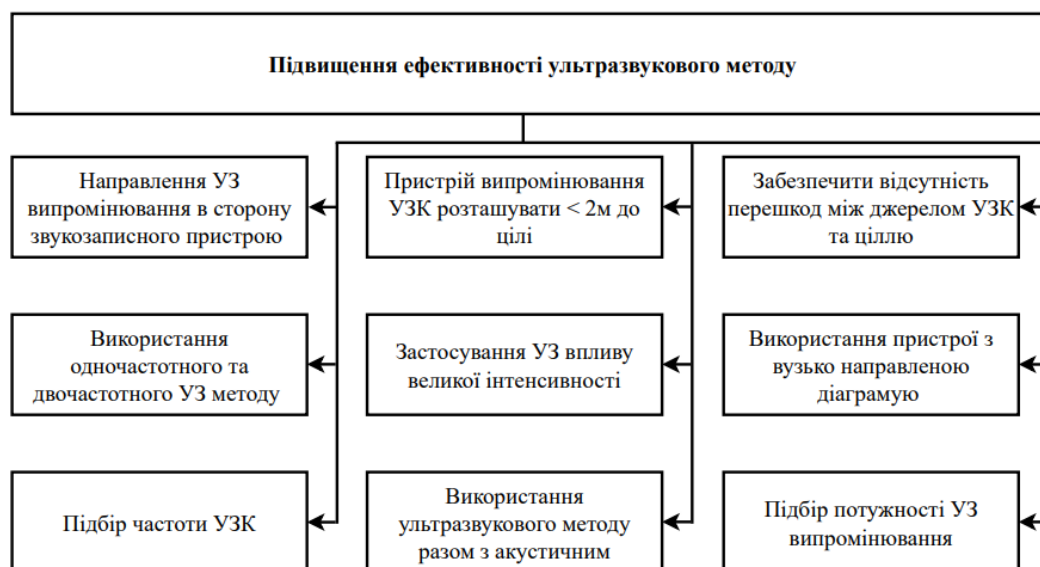 Підвищення ефективності ультразвукового методу
Направлення УЗ
випромінювання в сторону
звукозаписного пристрою
Пристрій випромінювання
УЗК розташувати < 2м до
цілі
Забезпечити відсутність
перешкод між джерелом УЗК
та ціллю
Використання
одночастотного та
двочастотного УЗ методу
Застосування УЗ впливу
великої інтенсивності
Використання пристрої з
вузько направленою
діаграмую
Підбір частоти УЗК
Використання
ультразвукового методу
разом з акустичним
Підбір потужності УЗ
випромінювання